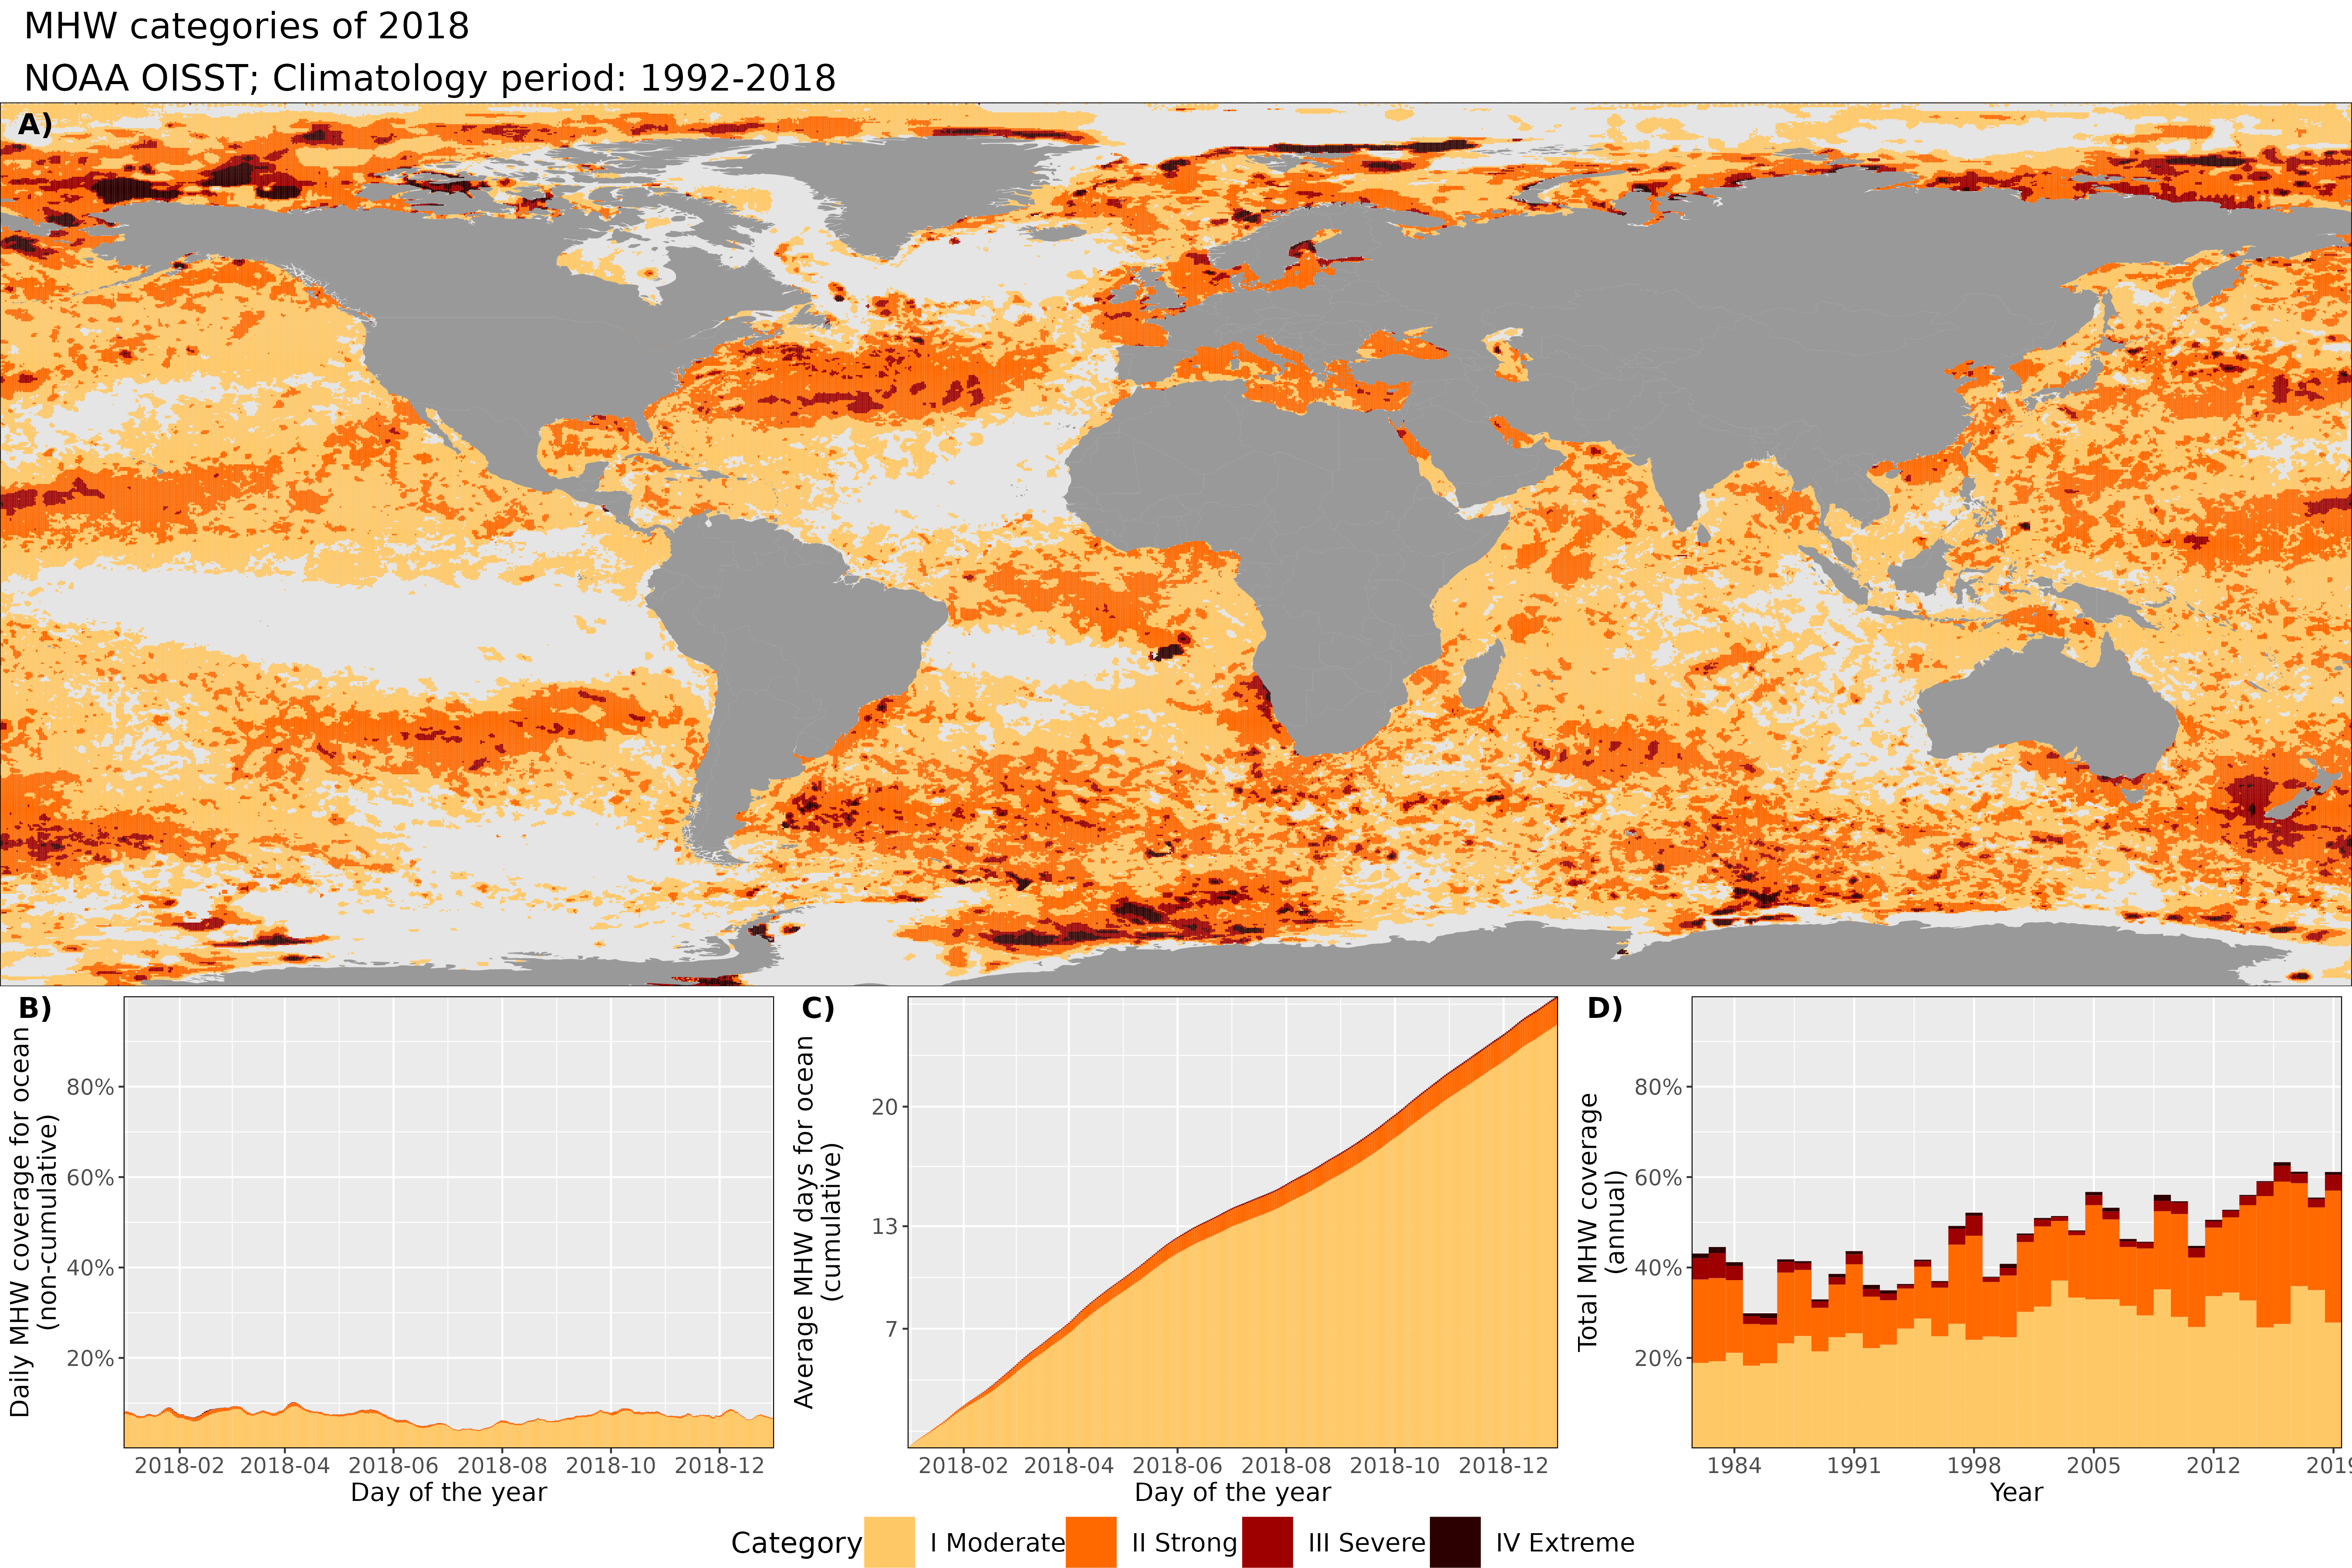 MHW categories of 2018
NOAA OISST; Climatology period: 1992-2018
A)
B)
Daily MHW coverage for ocean
(non-cumulative)
80%
60%
40%
20%
2018-02 2018-04 2018-06 2018-08 2018-10 2018-12
Day of the year
C)
Average MHW days for ocean
(cumulative)
20
13
7
2018-02 2018-04 2018-06 2018-08 2018-10 2018-12
Day of the year
D)
Total MHW coverage
(annual)
80%
60%
40%
20%
1984 1991 1998 2005 2012 2019
Year
Category I Moderate II Strong III Severe IV Extreme